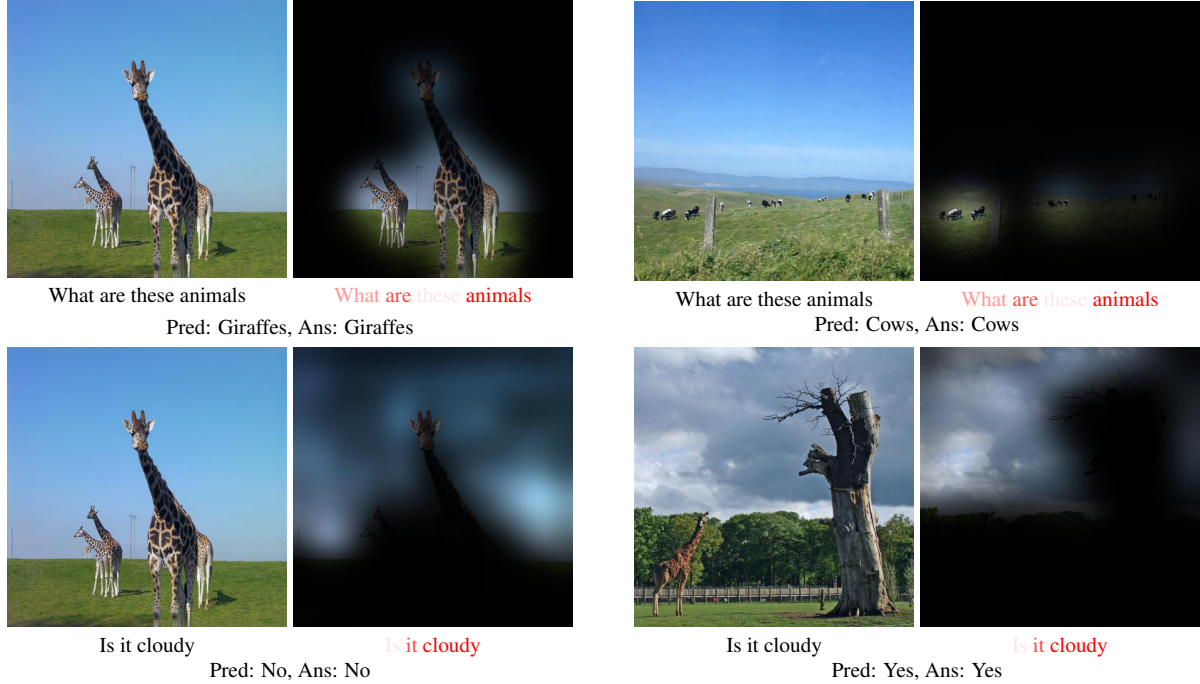 What are these animals
What are these animals
Pred: Giraffes, Ans: Giraffes
What are these animals
What are these animals
Pred: Cows, Ans: Cows
Is it cloudy
Is it cloudy
Pred: No, Ans: No
Is it cloudy
Is it cloudy
Pred: Yes, Ans: Yes